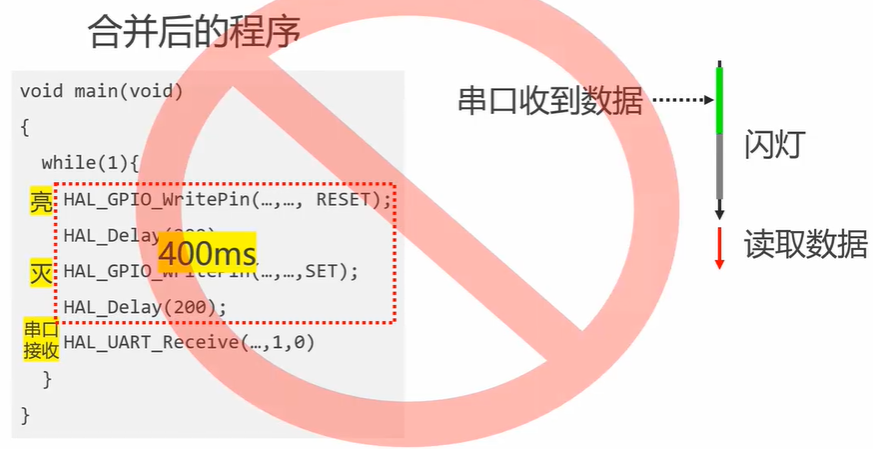 合并后的程序
void main(void)
{
while(1){
亮 HAL_GPIO_WritePin(…,…, RESET);
HAL_Delay
400ms
灭 HAL_GPIO_WritePin(…,…,SET);
HAL_Delay(200);
串口
接收 HAL_UART_Receive(…,1,0)
}
}
串口收到数据
闪灯
读取数据